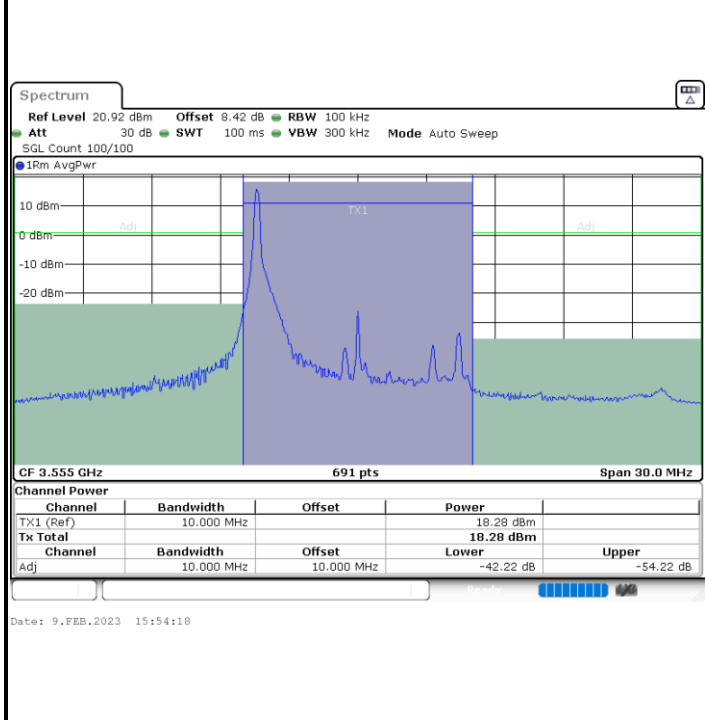 Spectrum
Ref Level 20.92 dBm Offset 8.42 dB RBW 100 kHz
Att 30 dB SWT 100 ms VBW 300 kHz Mode Auto Sweep
SGL Count 100/100
1Rm AvgPwr
10 dBm
TX1
Adj
Adj
0 dBm
-10 dBm
-20 dBm
CF 3.555 GHz 691 pts Span 30.0 MHz
Channel Power
Channel Bandwidth Offset Power
TX1 (Ref) 10.000 MHz 18.28 dBm
Tx Total 18.28 dBm
Channel Bandwidth Offset Lower Upper
Adj 10.000 MHz 10.000 MHz -42.22 dB -54.22 dB
Ready
Date: 9.FEB.2023 15:54:18